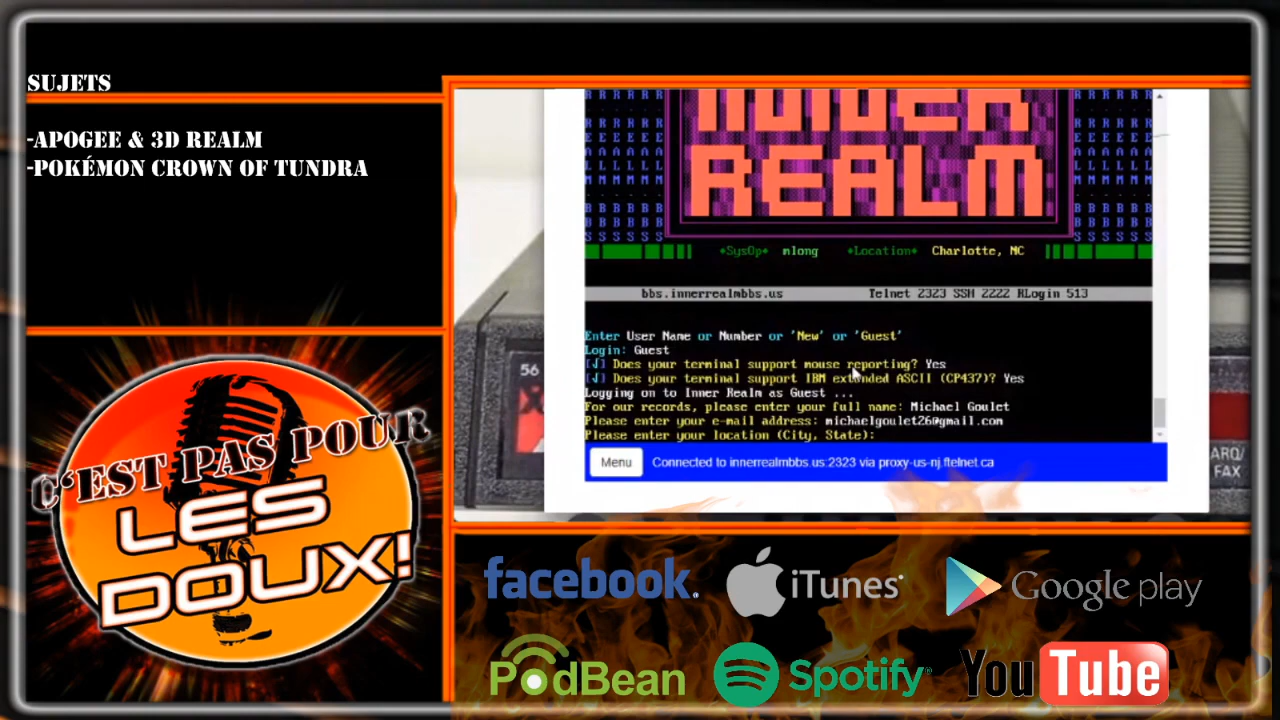 SUJETS
-APOGEE & 3D REALM
-POKÉMON CROWN OF TUNDRA
REALM
◆SysOp◆ mlong ◆Location◆ Charlotte, NC
bbs.innerrealmbbs.us Telnet 2323 SSH 2222 RLogin 513
Enter User Name or Number or 'New' or 'Guest'
Login: Guest
[√] Does your terminal support mouse reporting? Yes
[√] Does your terminal support IBM extended ASCII (CP437)? Yes
Logging on to Inner Realm as Guest ...
For our records, please enter your full name: Michael Goulet
Please enter your e-mail address: michaelgoulet26@gmail.com
Please enter your location (City, State):
Menu Connected to innerrealmbbs.us:2323 via proxy-us-nj.ftelnet.ca
56
ARQ/
FAX
C'EST PAS POUR
LES
DOUX!
facebook.
iTunes
Google play
PodBean
Spotify
YouTube